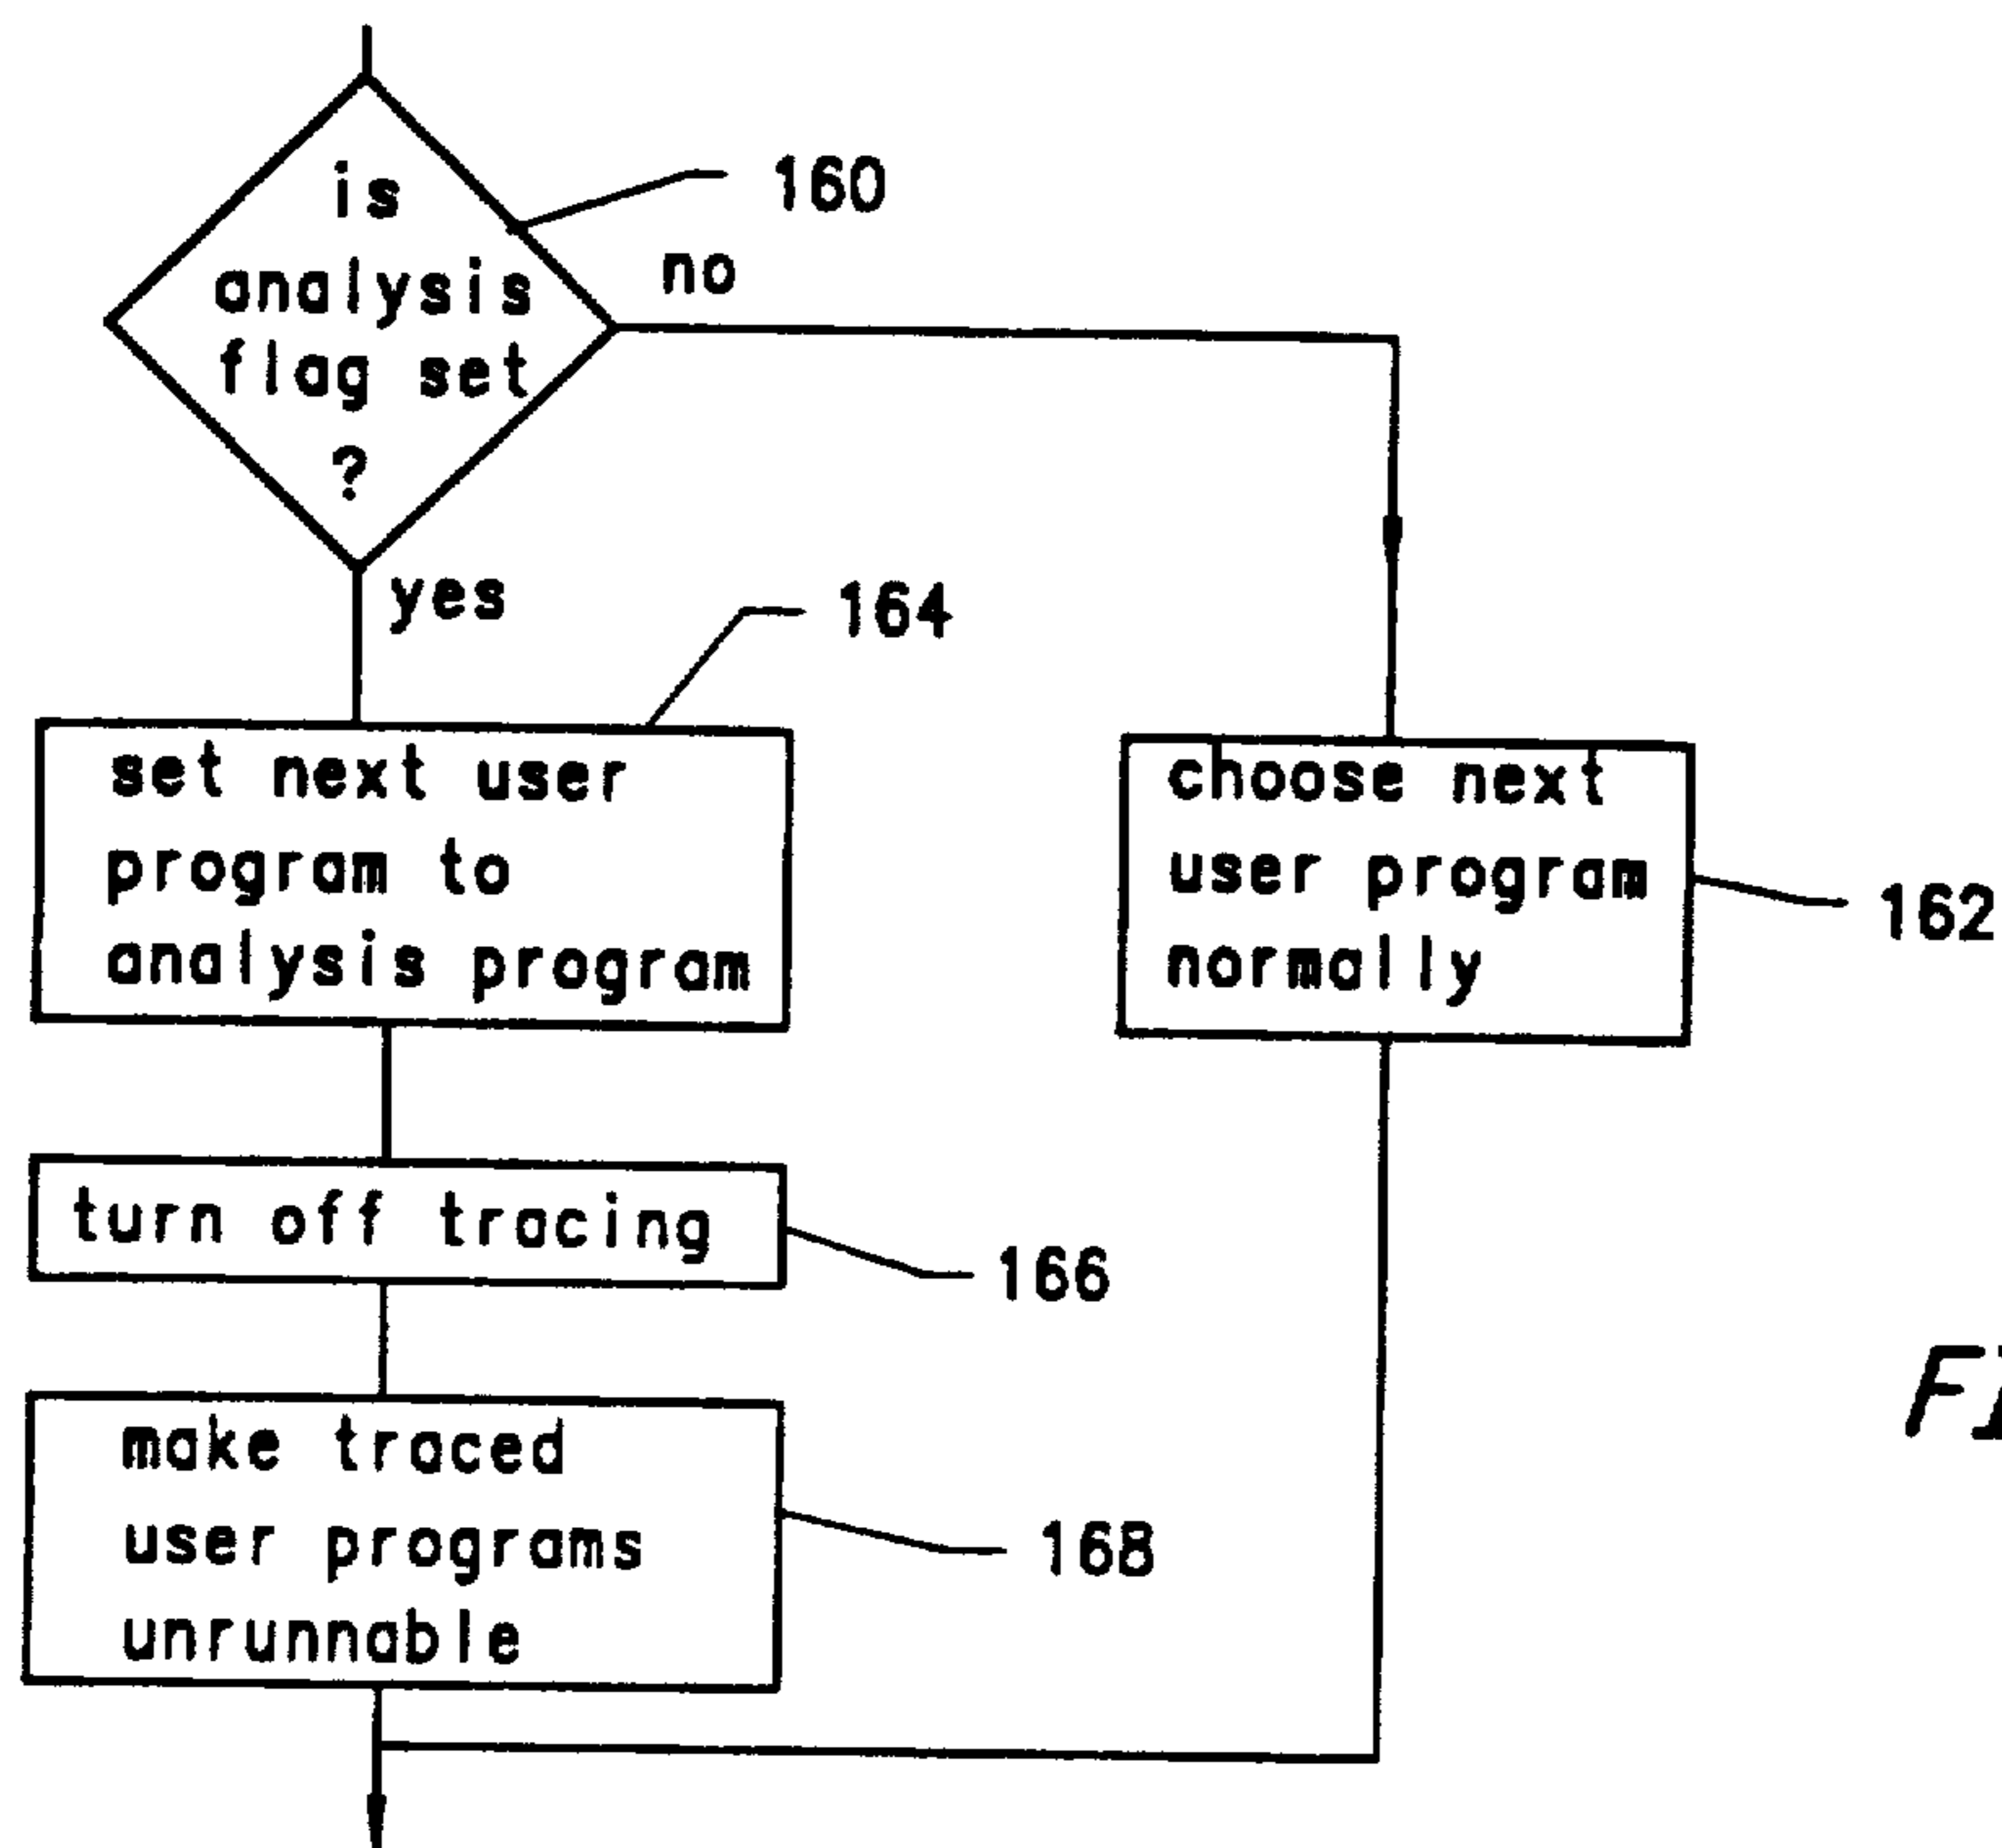 is
analysis
flag set
?
160
no
yes
164
set next user
program to
analysis program
choose next
user program
normally
162
turn off tracing
166
make traced
user programs
unrunnable
168